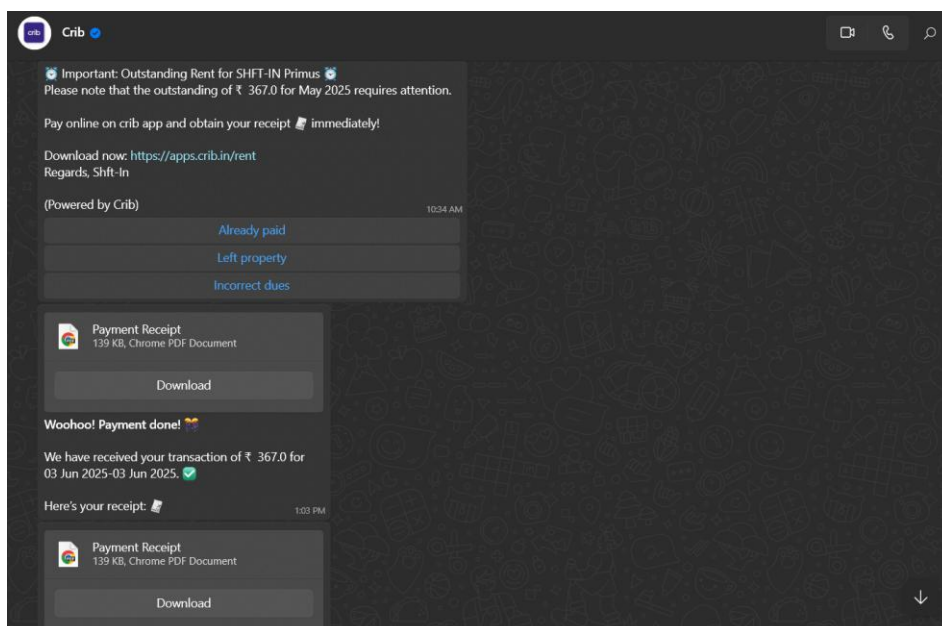 crib
Crib
⏰ Important: Outstanding Rent for SHFT-IN Primus ⏰
Please note that the outstanding of ₹ 367.0 for May 2025 requires attention.
Pay online on crib app and obtain your receipt 🧾 immediately!
Download now: https://apps.crib.in/rent
Regards, Shft-In
(Powered by Crib)
10:34 AM
Already paid
Left property
Incorrect dues
Payment Receipt
139 KB, Chrome PDF Document
Download
Woohoo! Payment done! 🎊
We have received your transaction of ₹ 367.0 for
03 Jun 2025-03 Jun 2025. ✅
Here's your receipt: 🧾
1:03 PM
Payment Receipt
139 KB, Chrome PDF Document
Download